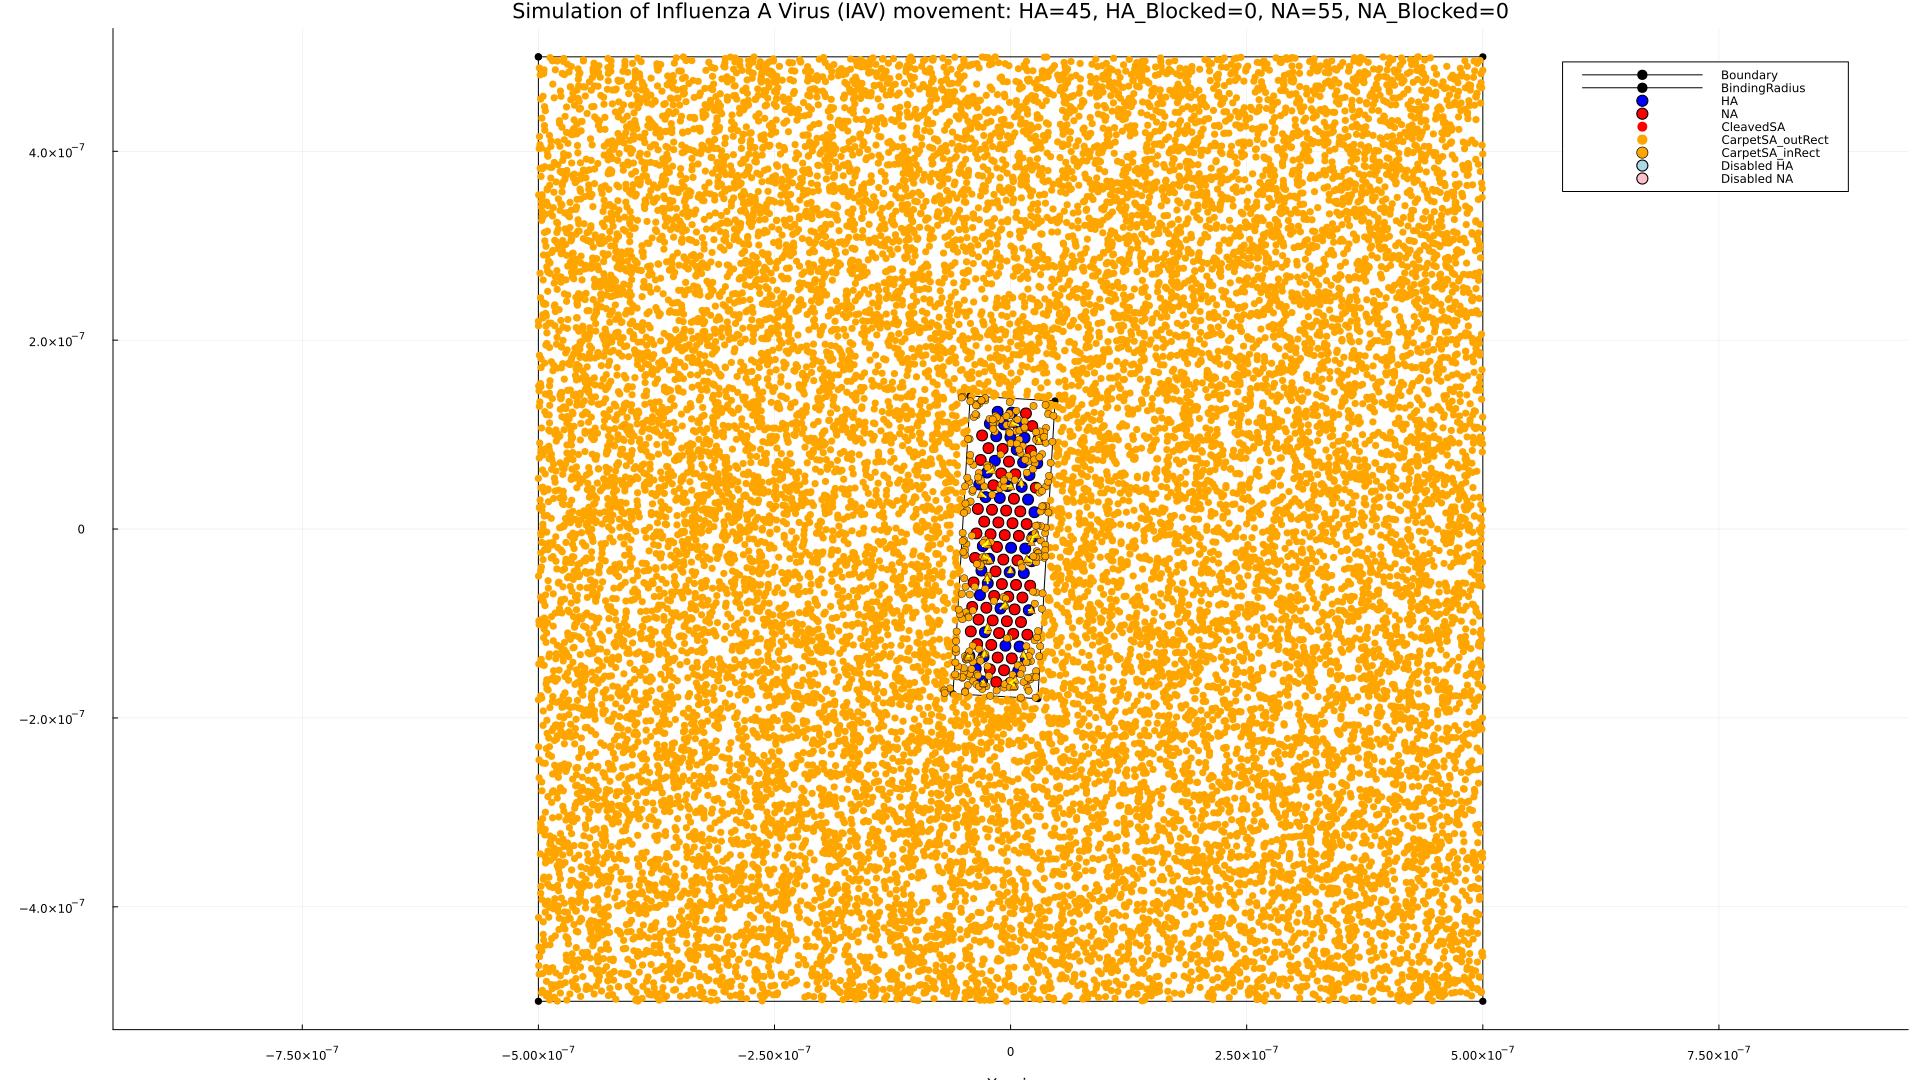 Simulation of Influenza A Virus (IAV) movement: HA=45, HA_Blocked=0, NA=55, NA_Blocked=0
Boundary
BindingRadius
HA
NA
CleavedSA
CarpetSA_outRect
CarpetSA_inRect
Disabled HA
Disabled NA
4.0×10⁻⁷
2.0×10⁻⁷
0
−2.0×10⁻⁷
−4.0×10⁻⁷
−7.50×10⁻⁷
−5.00×10⁻⁷
−2.50×10⁻⁷
0
2.50×10⁻⁷
5.00×10⁻⁷
7.50×10⁻⁷